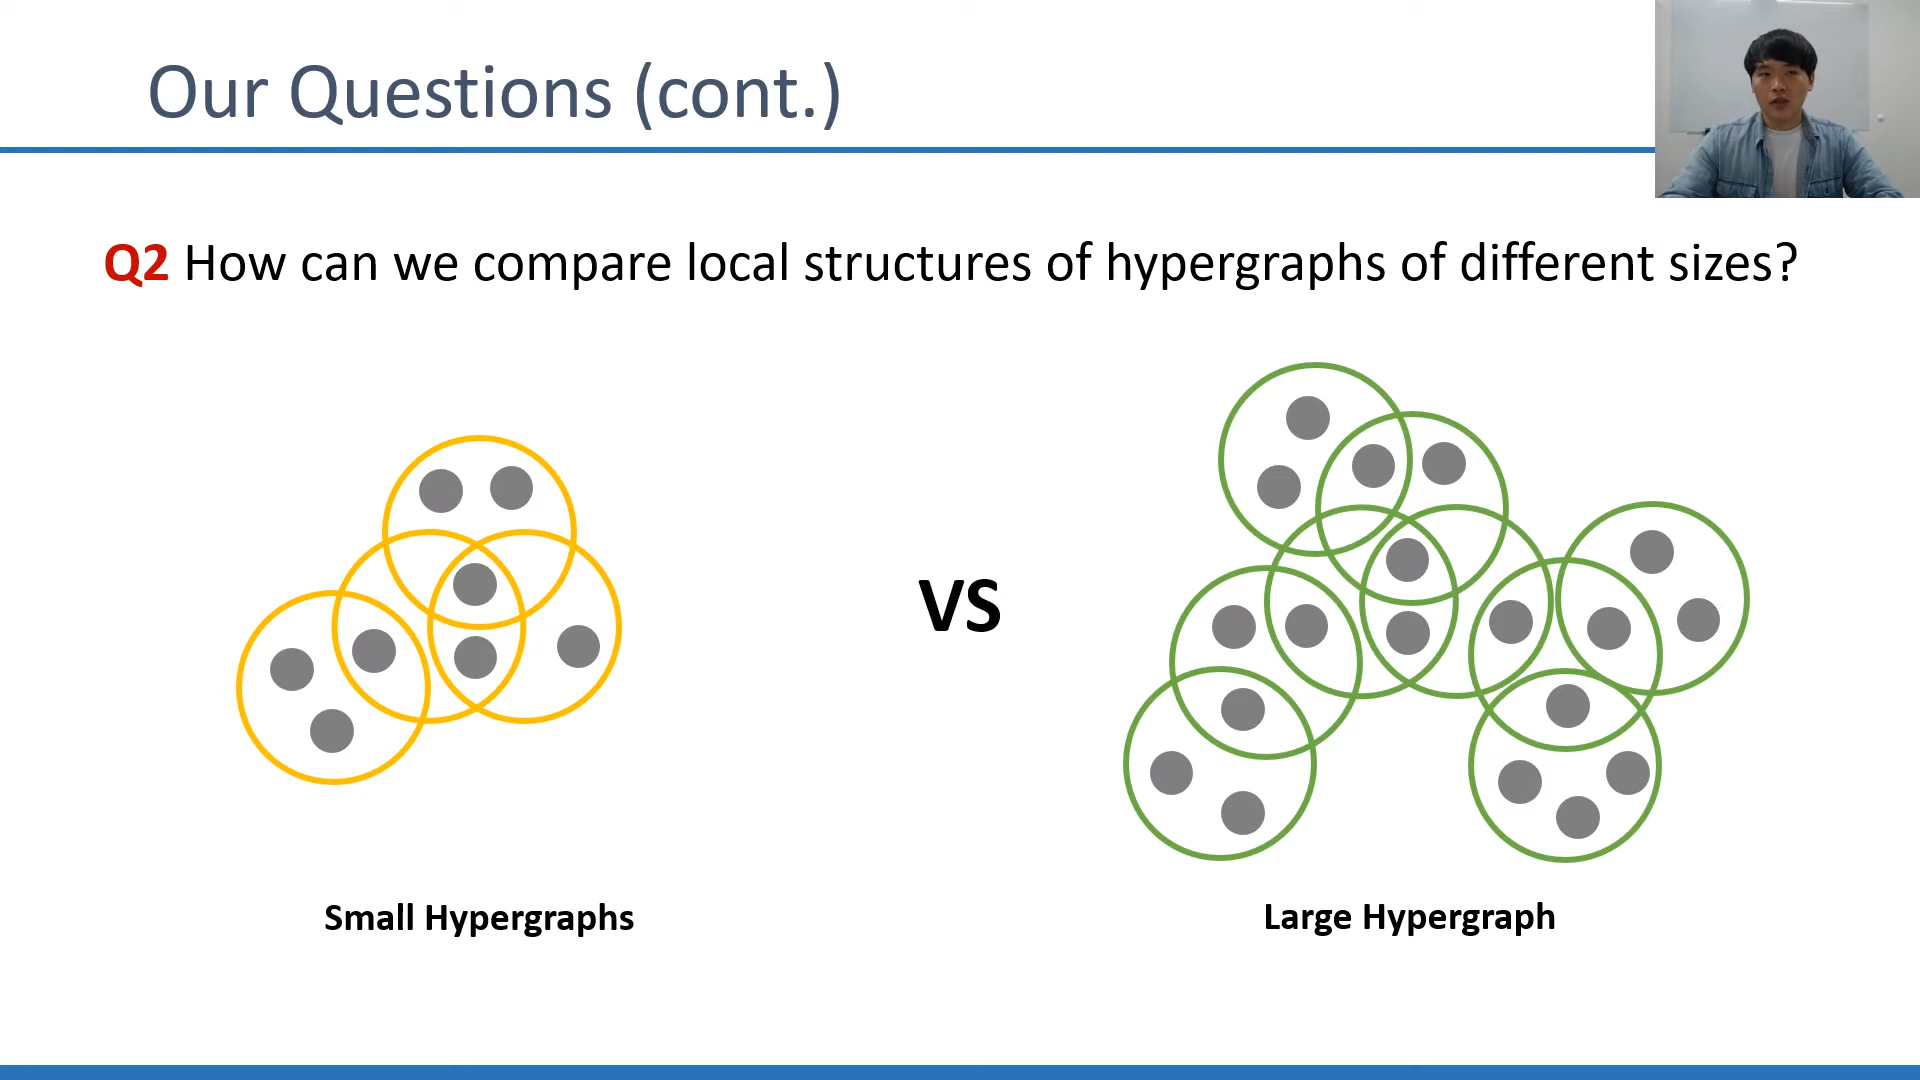 Our Questions (cont.)
Q2 How can we compare local structures of hypergraphs of different sizes?
VS
Small Hypergraphs
Large Hypergraph